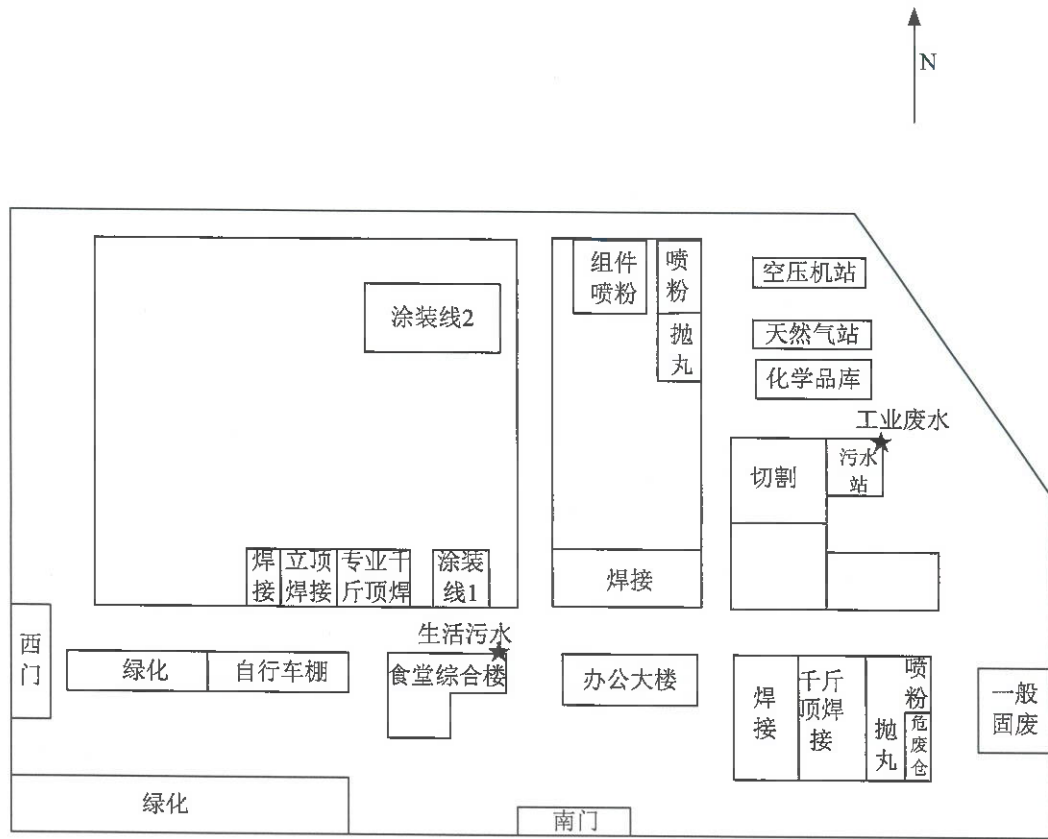 N
组件
喷粉
喷
粉
空压机站
涂装线2
抛
丸
天然气站
化学品库
工业废水
切割
污水
站
焊
接
立顶
焊接
专业千
斤顶焊
涂装
线1
焊接
生活污水
西
门
绿化
自行车棚
食堂综合楼
办公大楼
焊
接
千斤
顶焊
接
喷
粉
抛
丸
危
废
仓
一般
固废
绿化
南门